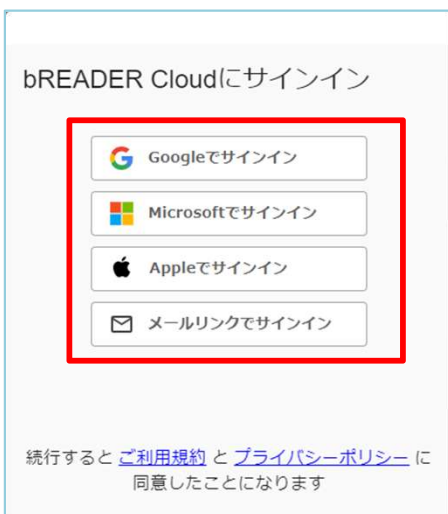 bREADER Cloudにサインイン
Googleでサインイン
Microsoftでサインイン
Appleでサインイン
メールリンクでサインイン
続行すると ご利用規約 と プライバシーポリシー に
同意したことになります